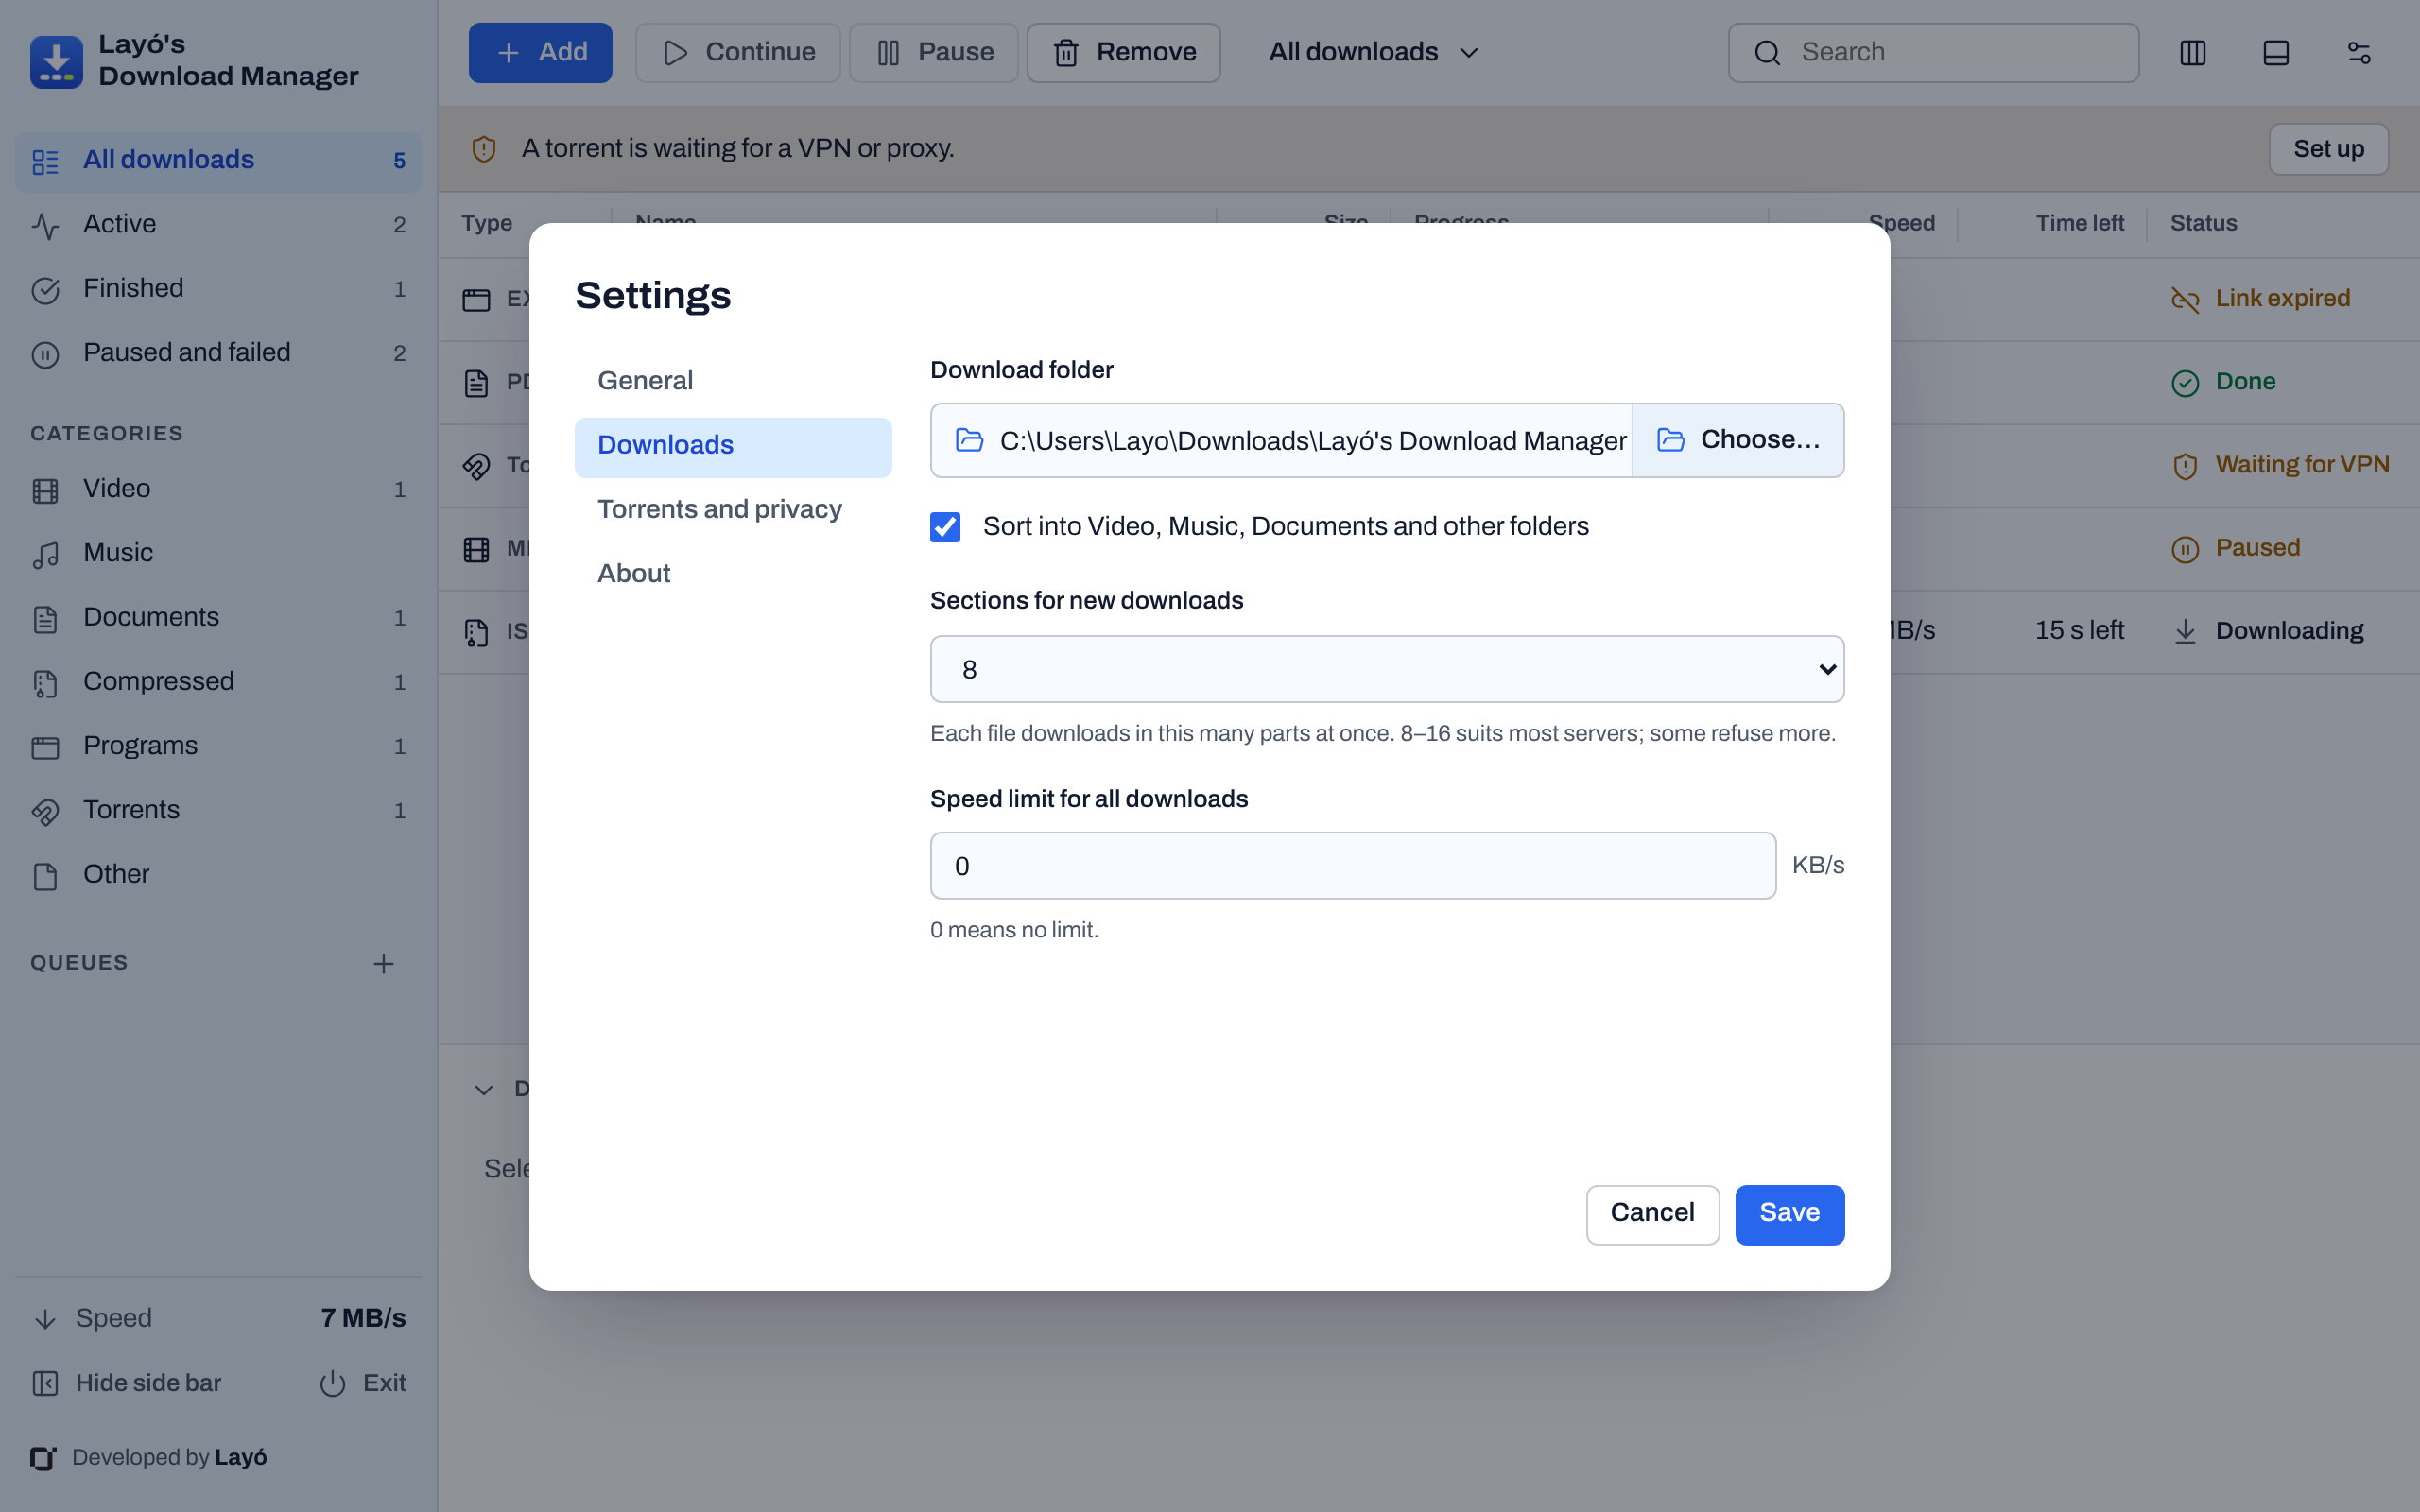 Layó's
Download Manager
Add
Continue
Pause
Remove
All downloads
Search
All downloads 5
Active 2
Finished 1
Paused and failed 2
CATEGORIES
Video 1
Music
Documents 1
Compressed 1
Programs 1
Torrents 1
Other
QUEUES
Speed 7 MB/s
Hide side bar
Exit
Developed by Layó
A torrent is waiting for a VPN or proxy.
Set up
Type Name Size Progress Speed Time left Status
Link expired
Done
Waiting for VPN
Paused
15 s left Downloading
Settings
General
Downloads
Torrents and privacy
About
Download folder
C:\Users\Layo\Downloads\Layó's Download Manager
Choose...
Sort into Video, Music, Documents and other folders
Sections for new downloads
8
Each file downloads in this many parts at once. 8–16 suits most servers; some refuse more.
Speed limit for all downloads
0 KB/s
0 means no limit.
Cancel
Save